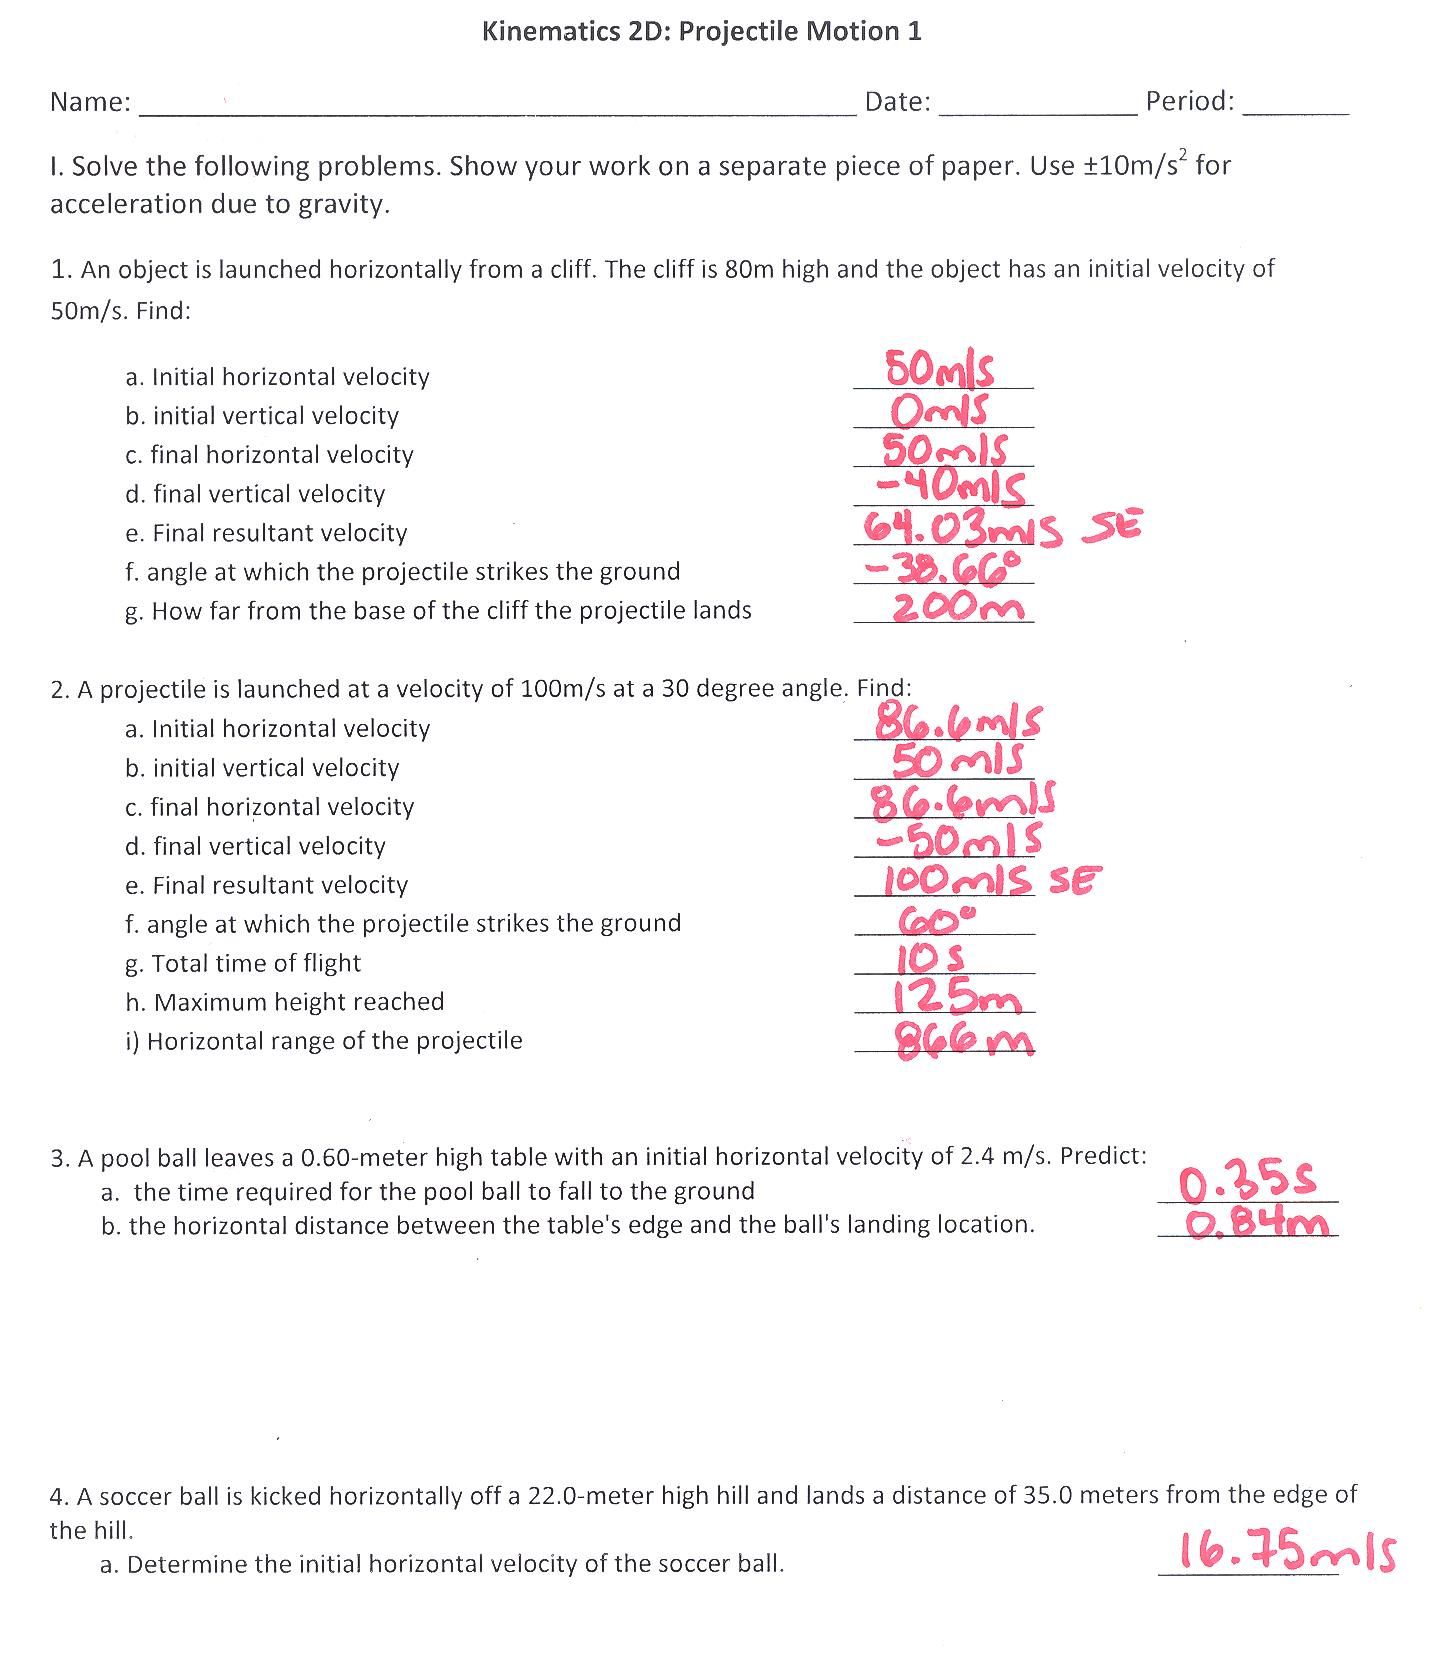 Kinematics 2D: Projectile Motion 1
Name: Date: Period:
I. Solve the following problems. Show your work on a separate piece of paper. Use ±10m/s² for
acceleration due to gravity.
1. An object is launched horizontally from a cliff. The cliff is 80m high and the object has an initial velocity of
50m/s. Find:
a. Initial horizontal velocity 50m/s
b. initial vertical velocity 0m/s
c. final horizontal velocity 50m/s
d. final vertical velocity -40m/s
e. Final resultant velocity 64.03m/s SE
f. angle at which the projectile strikes the ground -38.66°
g. How far from the base of the cliff the projectile lands 200m
2. A projectile is launched at a velocity of 100m/s at a 30 degree angle. Find:
a. Initial horizontal velocity 86.6m/s
b. initial vertical velocity 50m/s
c. final horizontal velocity 86.6m/s
d. final vertical velocity -50m/s
e. Final resultant velocity 100m/s SE
f. angle at which the projectile strikes the ground 60°
g. Total time of flight 10s
h. Maximum height reached 125m
i) Horizontal range of the projectile 866m
3. A pool ball leaves a 0.60-meter high table with an initial horizontal velocity of 2.4 m/s. Predict:
a. the time required for the pool ball to fall to the ground 0.35s
b. the horizontal distance between the table's edge and the ball's landing location. 0.84m
4. A soccer ball is kicked horizontally off a 22.0-meter high hill and lands a distance of 35.0 meters from the edge of
the hill.
a. Determine the initial horizontal velocity of the soccer ball. 16.75m/s